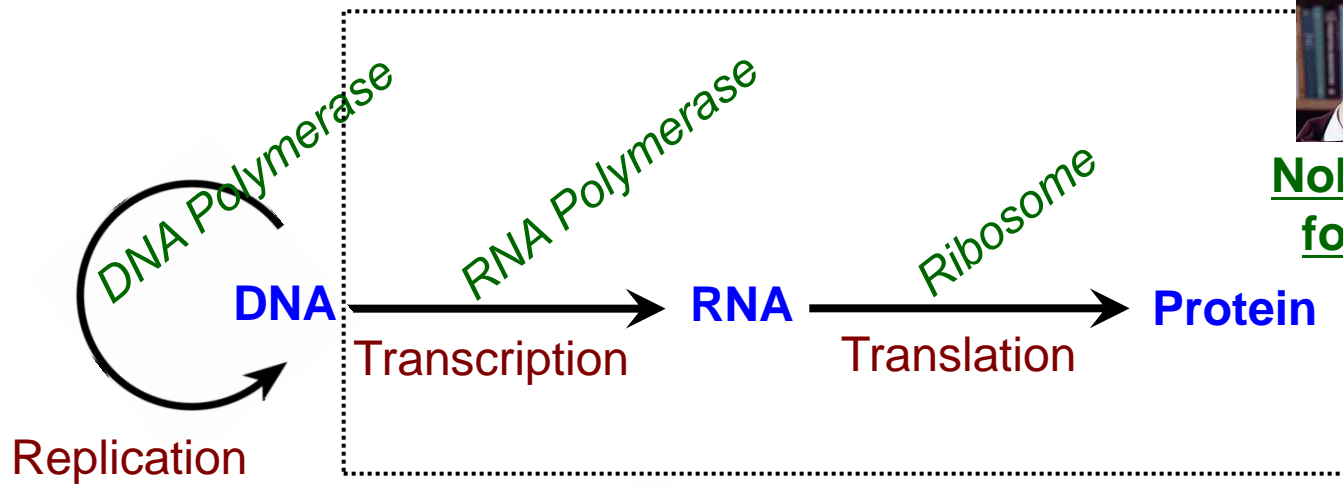 DNA Polymerase
RNA Polymerase
Ribosome
DNA
RNA
Protein
Transcription
Translation
Replication